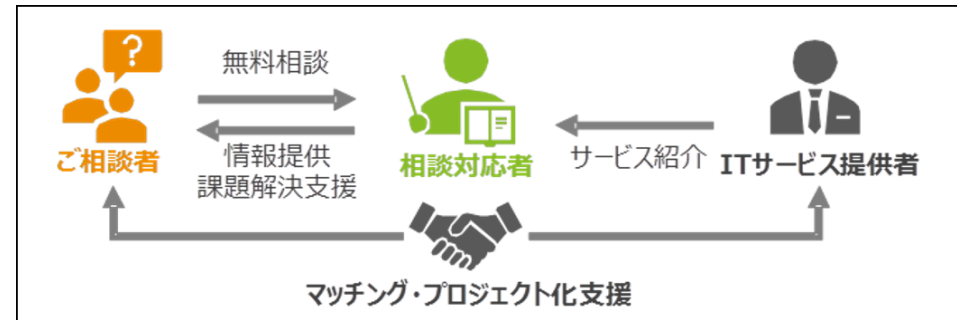 ?
無料相談
ご相談者
情報提供
課題解決支援
相談対応者
サービス紹介
ITサービス提供者
マッチング・プロジェクト化支援